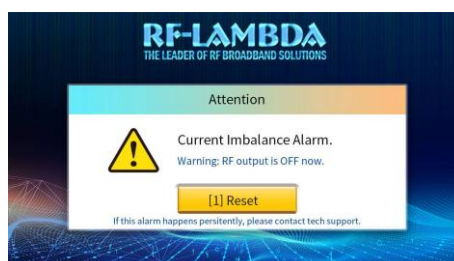 RF-LAMBDA
THE LEADER OF RF BROADBAND SOLUTIONS
Attention
Current Imbalance Alarm.
Warning: RF output is OFF now.
[1] Reset
If this alarm happens persitently, please contact tech support.